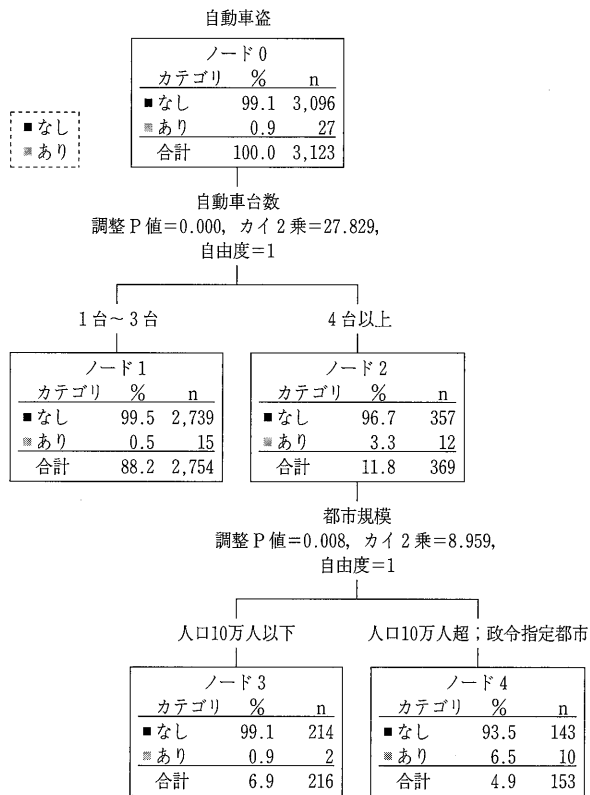 自動車盗
ノード0
カテゴリ % n
■なし 99.1 3,096
■あり 0.9 27
合計 100.0 3,123
■なし
■あり
自動車台数
調整P値=0.000, カイ2乗=27.829,
自由度=1
1台～3台
4台以上
ノード1
カテゴリ % n
■なし 99.5 2,739
■あり 0.5 15
合計 88.2 2,754
ノード2
カテゴリ % n
■なし 96.7 357
■あり 3.3 12
合計 11.8 369
都市規模
調整P値=0.008, カイ2乗=8.959,
自由度=1
人口10万人以下
人口10万人超；政令指定都市
ノード3
カテゴリ % n
■なし 99.1 214
■あり 0.9 2
合計 6.9 216
ノード4
カテゴリ % n
■なし 93.5 143
■あり 6.5 10
合計 4.9 153